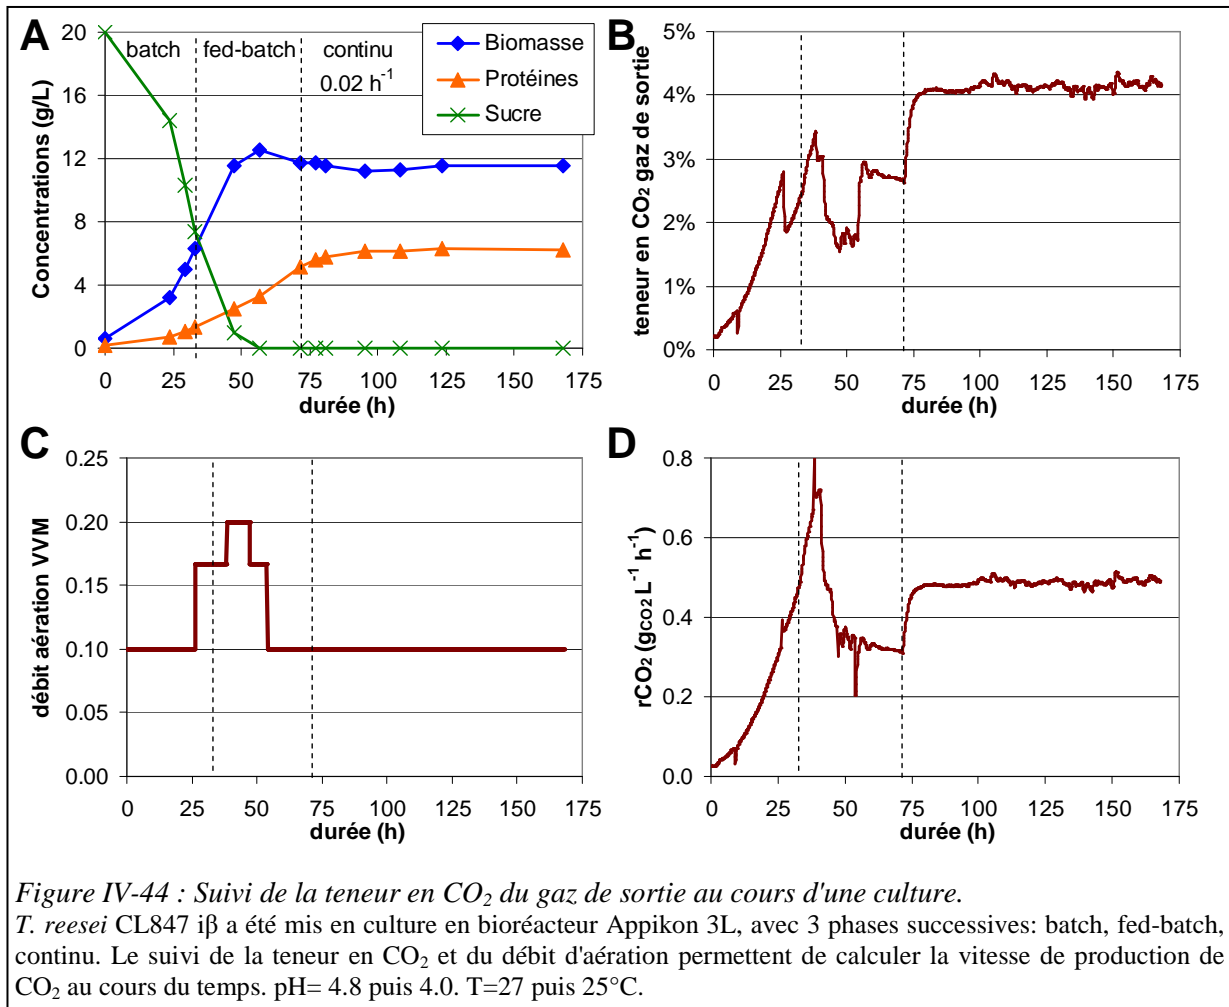 A
batch
fed-batch
continu
0.02 h⁻¹
Biomasse
Protéines
Sucre
Concentrations (g/L)
20
16
12
8
4
0
0 25 50 75 100 125 150 175
durée (h)
B
teneur en CO₂ gaz de sortie
5%
4%
3%
2%
1%
0%
0 25 50 75 100 125 150 175
durée (h)
C
débit aération VVM
0.25
0.20
0.15
0.10
0.05
0.00
0 25 50 75 100 125 150 175
durée (h)
D
rCO₂ (gCO₂ L⁻¹ h⁻¹)
0.8
0.6
0.4
0.2
0.0
0 25 50 75 100 125 150 175
durée (h)
Figure IV-44 : Suivi de la teneur en CO₂ du gaz de sortie au cours d'une culture.
T. reesei CL847 iβ a été mis en culture en bioréacteur Appikon 3L, avec 3 phases successives: batch, fed-batch,
continu. Le suivi de la teneur en CO₂ et du débit d'aération permettent de calculer la vitesse de production de
CO₂ au cours du temps. pH= 4.8 puis 4.0. T=27 puis 25°C.